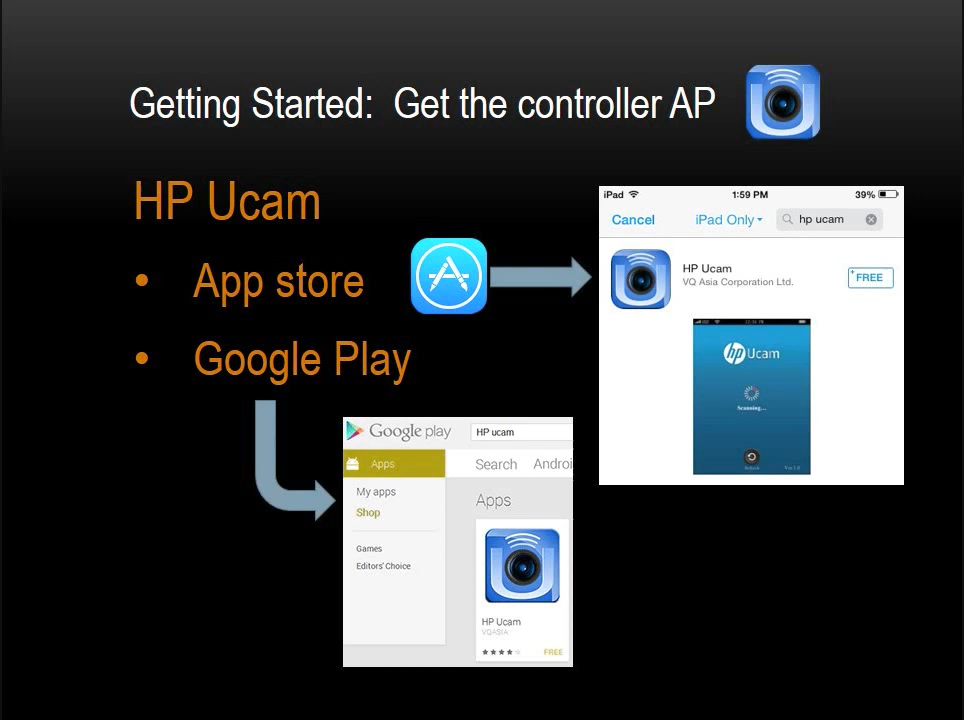 Getting Started: Get the controller AP
HP Ucam
• App store
• Google Play
iPad 1:59 PM 39%
Cancel iPad Only hp ucam
HP Ucam
VQ Asia Corporation Ltd.
+ FREE
hp Ucam
Scanning...
Google play HP ucam
Apps Search Androi
My apps
Shop
Apps
Games
Editors' Choice
HP Ucam
VQASIA
FREE